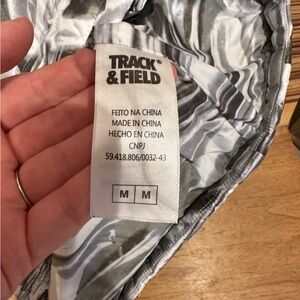 TRACK®
& FIELD
FEITO NA CHINA
MADE IN CHINA
HECHO EN CHINA
CNPJ
59.418.806/0032-43
M M